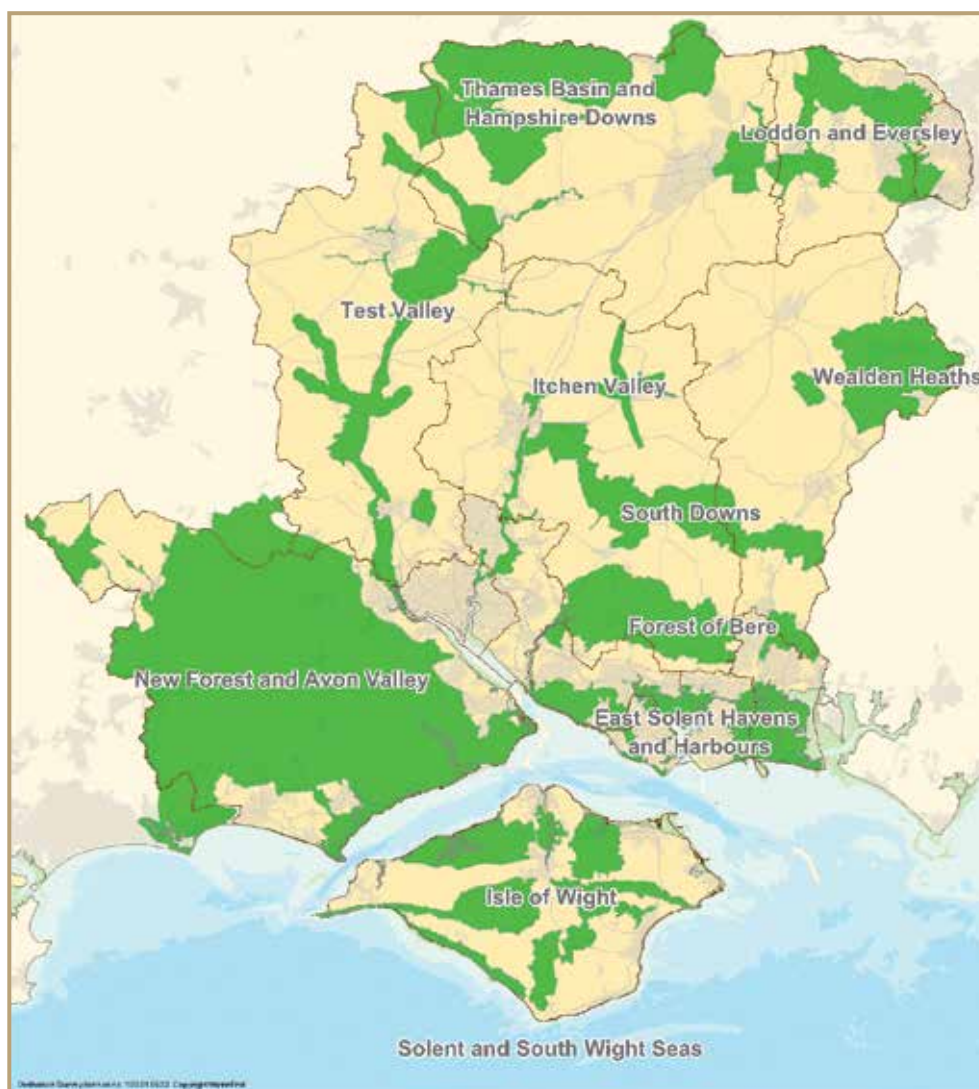 Thames Basin and
Hampshire Downs
Loddon and Eversley
Test Valley
Itchen Valley
Wealden Heaths
South Downs
Forest of Bere
New Forest and Avon Valley
East Solent Havens
and Harbours
Isle of Wight
Solent and South Wight Seas